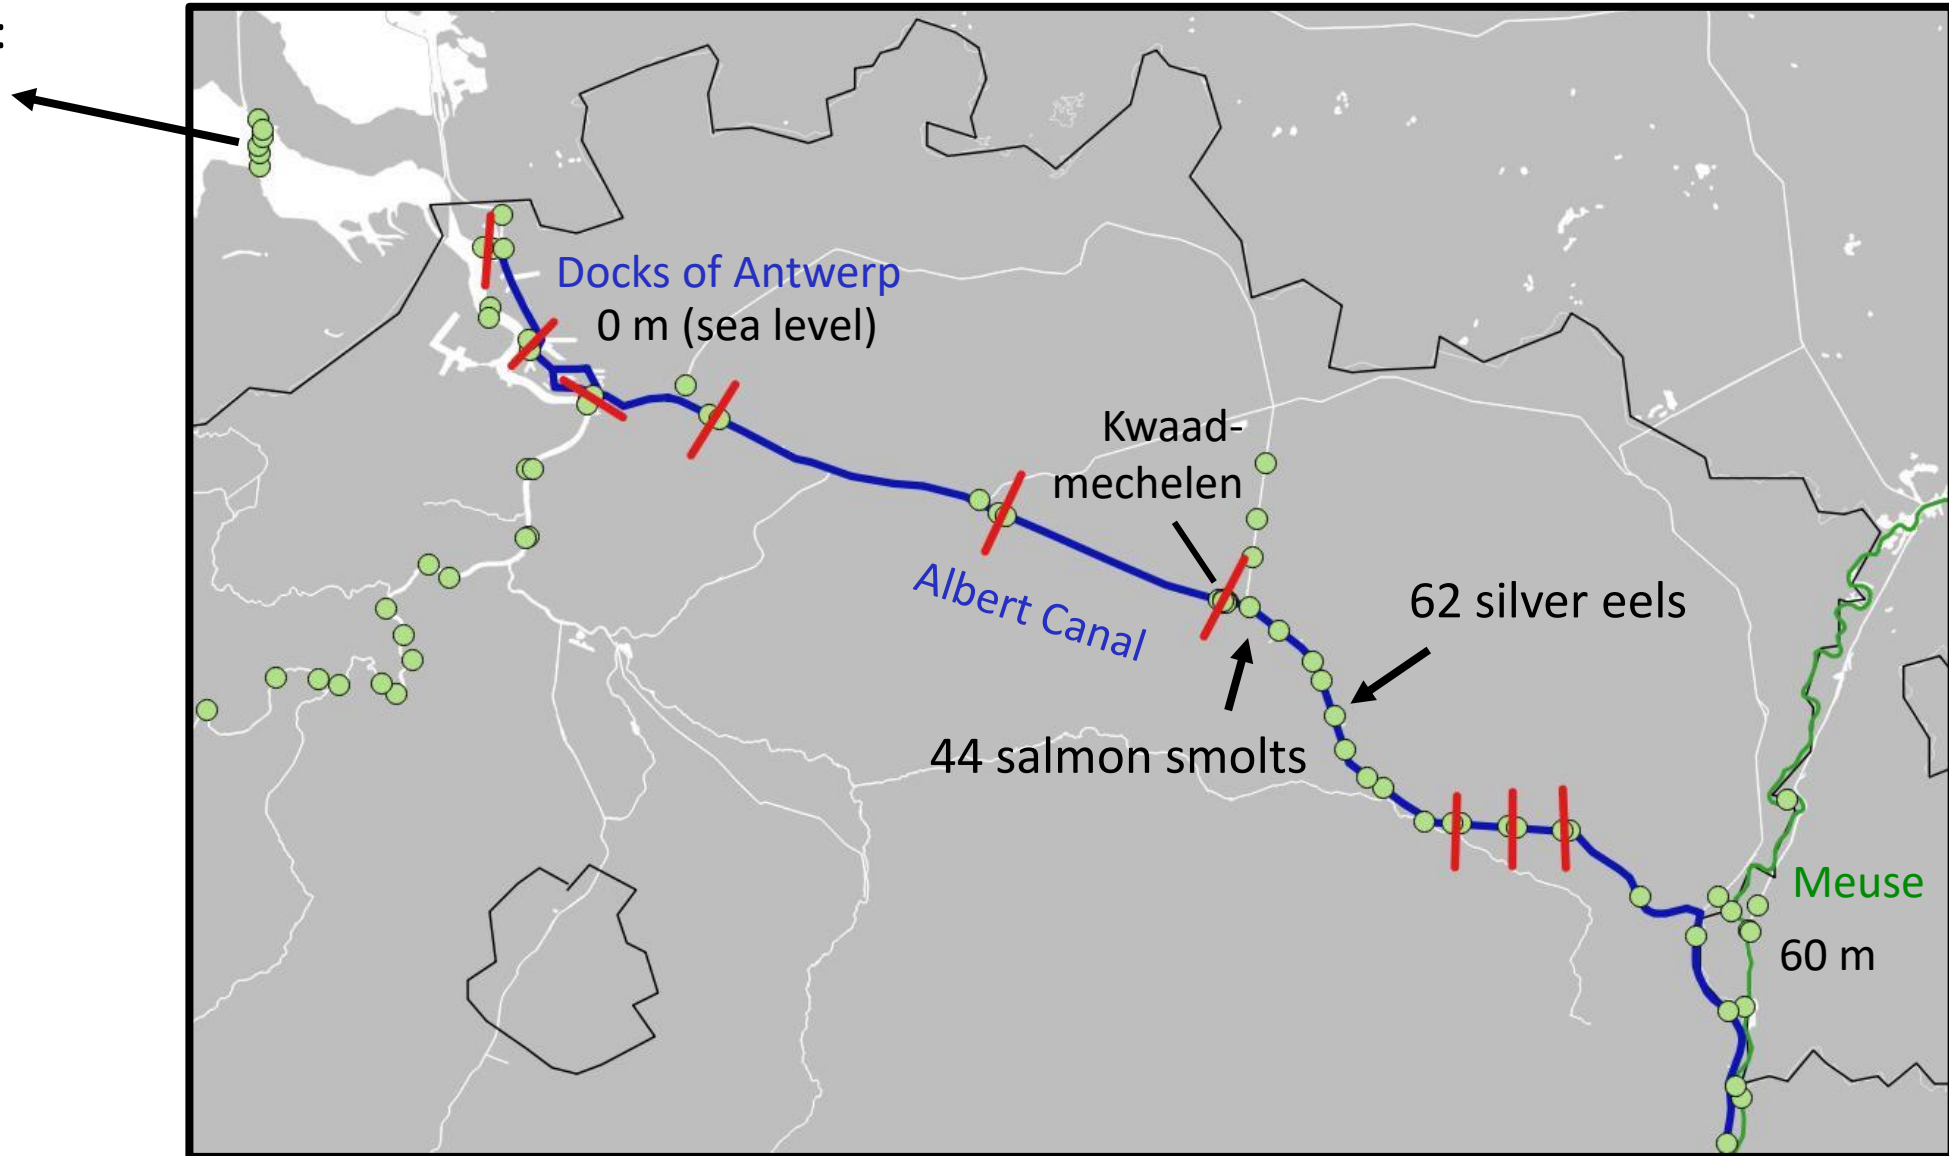 :
Docks of Antwerp
0 m (sea level)
Kwaad-
mechelen
Albert Canal
62 silver eels
44 salmon smolts
Meuse
60 m